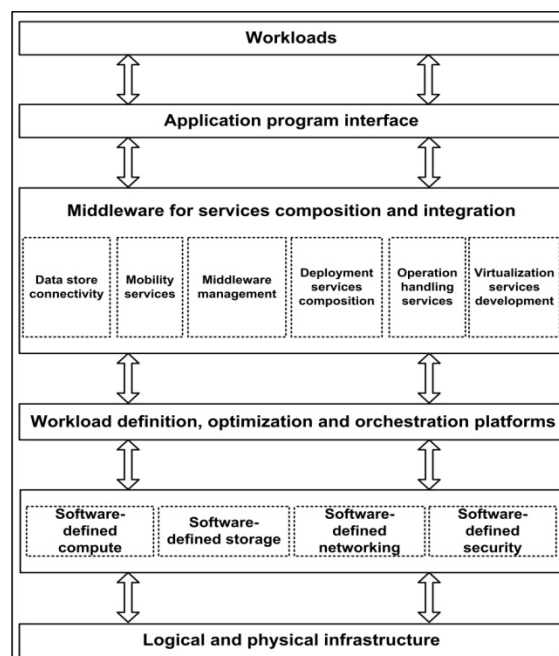 Workloads
Application program interface
Middleware for services composition and integration
Data store
connectivity
Mobility
services
Middleware
management
Deployment
services
composition
Operation
handling
services
Virtualization
services
development
Workload definition, optimization and orchestration platforms
Software-
defined
compute
Software-
defined storage
Software-
defined
networking
Software-
defined
security
Logical and physical infrastructure